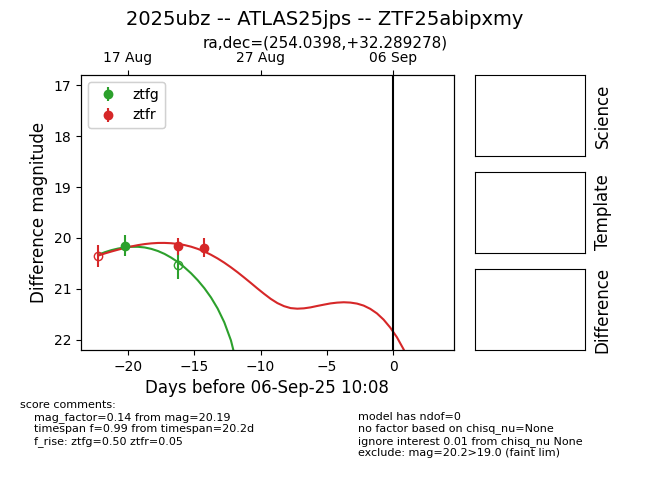 2025ubz -- ATLAS25jps -- ZTF25abipxmy
ra,dec=(254.0398,+32.289278)
17 Aug 27 Aug 06 Sep
ztfg
ztfr
Difference magnitude
17
18
19
20
21
22
−20 −15 −10 −5 0
Days before 06-Sep-25 10:08
Science
Template
Difference
score comments:
mag_factor=0.14 from mag=20.19
timespan f=0.99 from timespan=20.2d
f_rise: ztfg=0.50 ztfr=0.05
model has ndof=0
no factor based on chisq_nu=None
ignore interest 0.01 from chisq_nu None
exclude: mag=20.2>19.0 (faint lim)